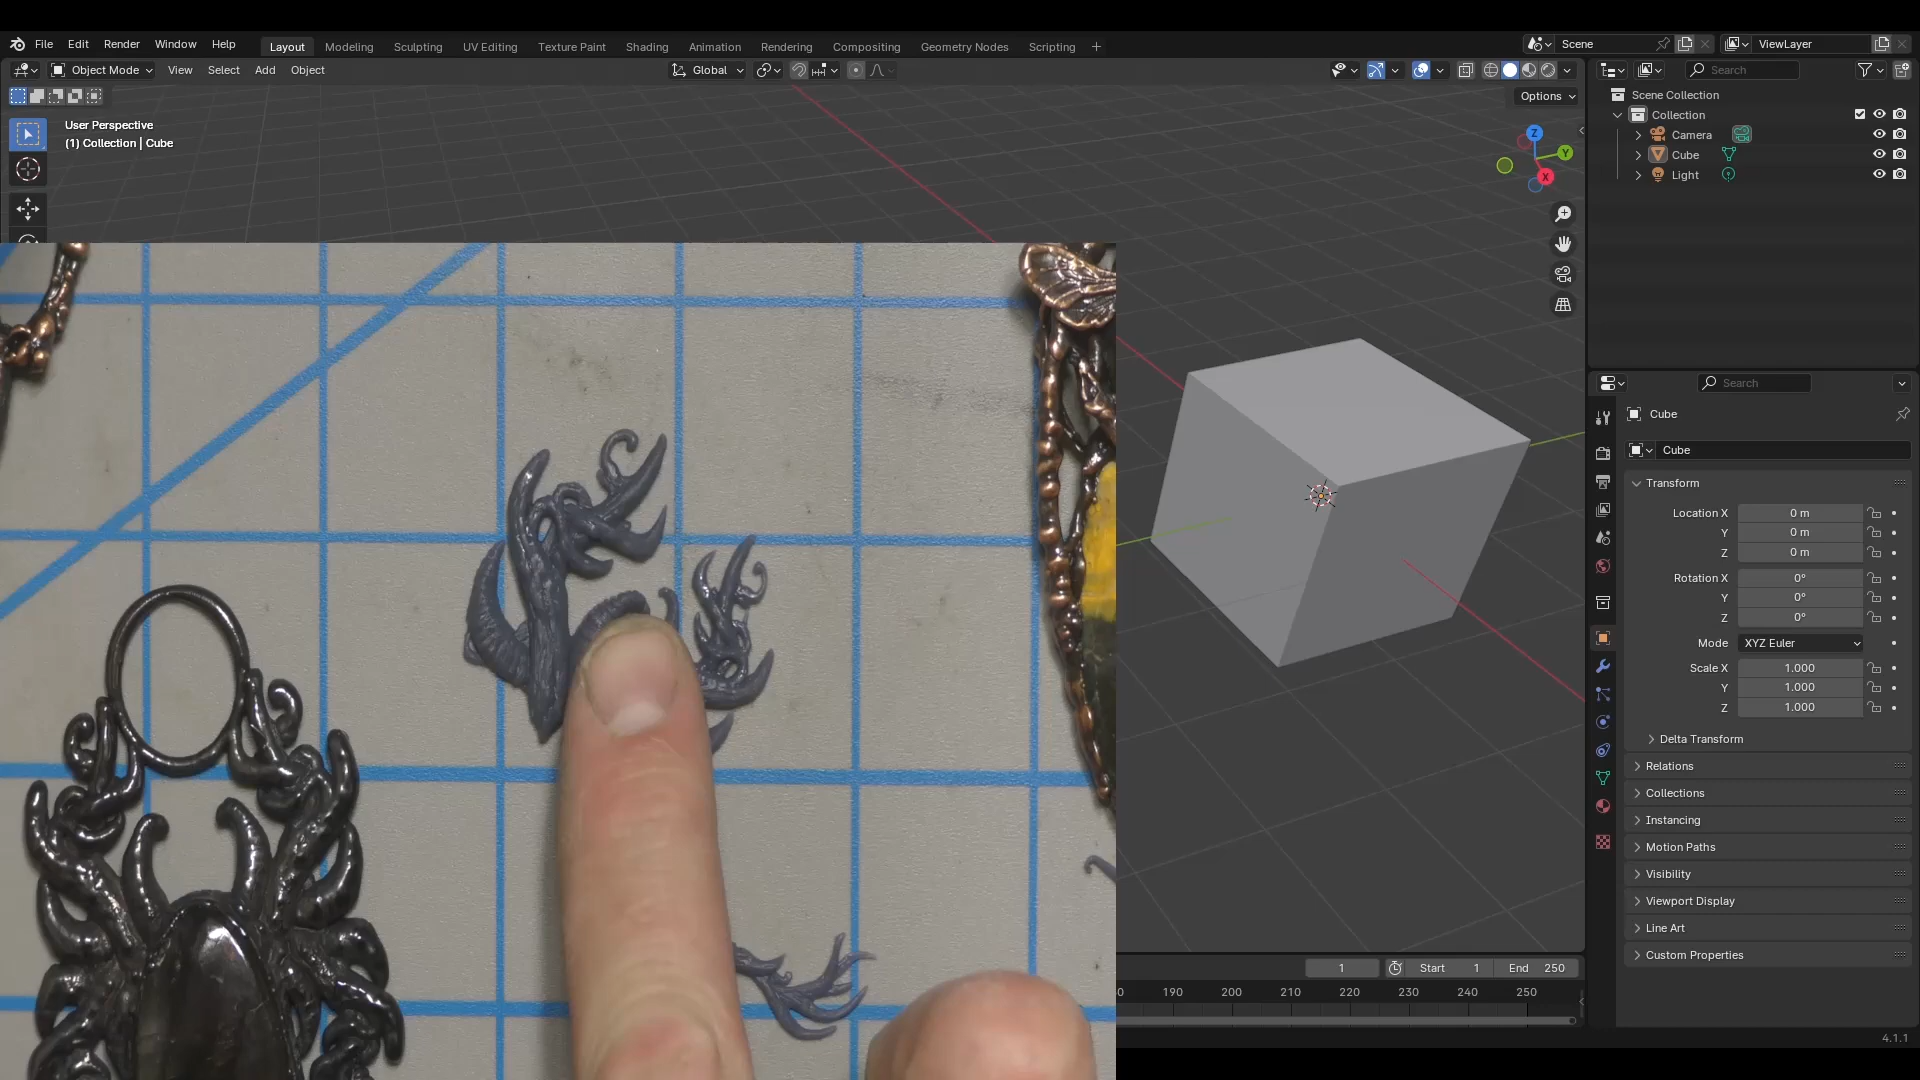 File Edit Render Window Help Layout Modeling Sculpting UV Editing Texture Paint Shading Animation Rendering Compositing Geometry Nodes Scripting + Scene ViewLayer
Object Mode View Select Add Object Global Search
Options
User Perspective
(1) Collection | Cube
Z
Y
X
Scene Collection
Collection
Camera
Cube
Light
Search
Cube
Cube
Transform
Location X 0 m
Y 0 m
Z 0 m
Rotation X 0°
Y 0°
Z 0°
Mode XYZ Euler
Scale X 1.000
Y 1.000
Z 1.000
Delta Transform
Relations
Collections
Instancing
Motion Paths
Visibility
Viewport Display
Line Art
Custom Properties
1 Start 1 End 250
190 200 210 220 230 240 250
4.1.1